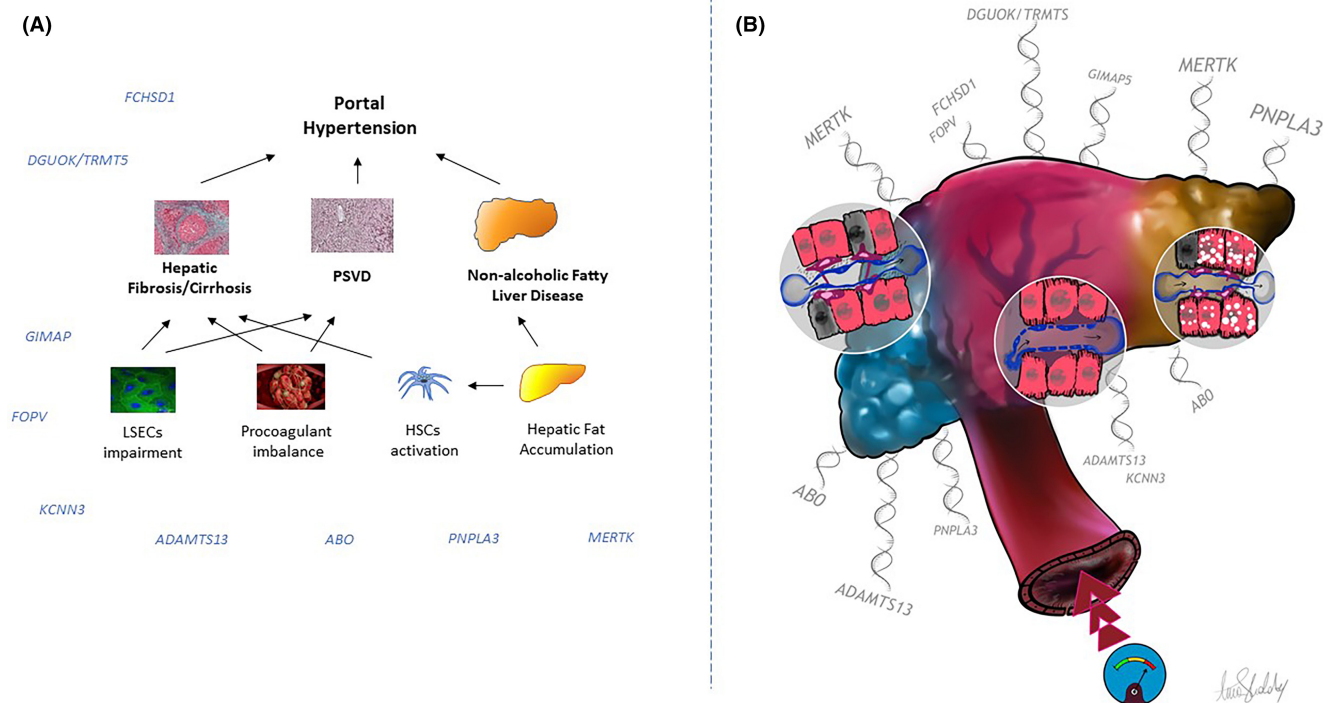 (A)
FCHSD1
Portal
Hypertension
DGUOK/TRMT5
Hepatic
Fibrosis/Cirrhosis
PSVD
Non-alcoholic Fatty
Liver Disease
GIMAP
FOPV
LSECs
impairment
Procoagulant
imbalance
HSCs
activation
Hepatic Fat
Accumulation
KCNN3
ADAMTS13
ABO
PNPLA3
MERTK
(B)
DGUOK/TRMTS
MERTK
FCHSD1
FOPV
GIMAP5
MERTK
PNPLA3
ABO
ADAMTS13
KCNN3
ABO
PNPLA3
ADAMTS13